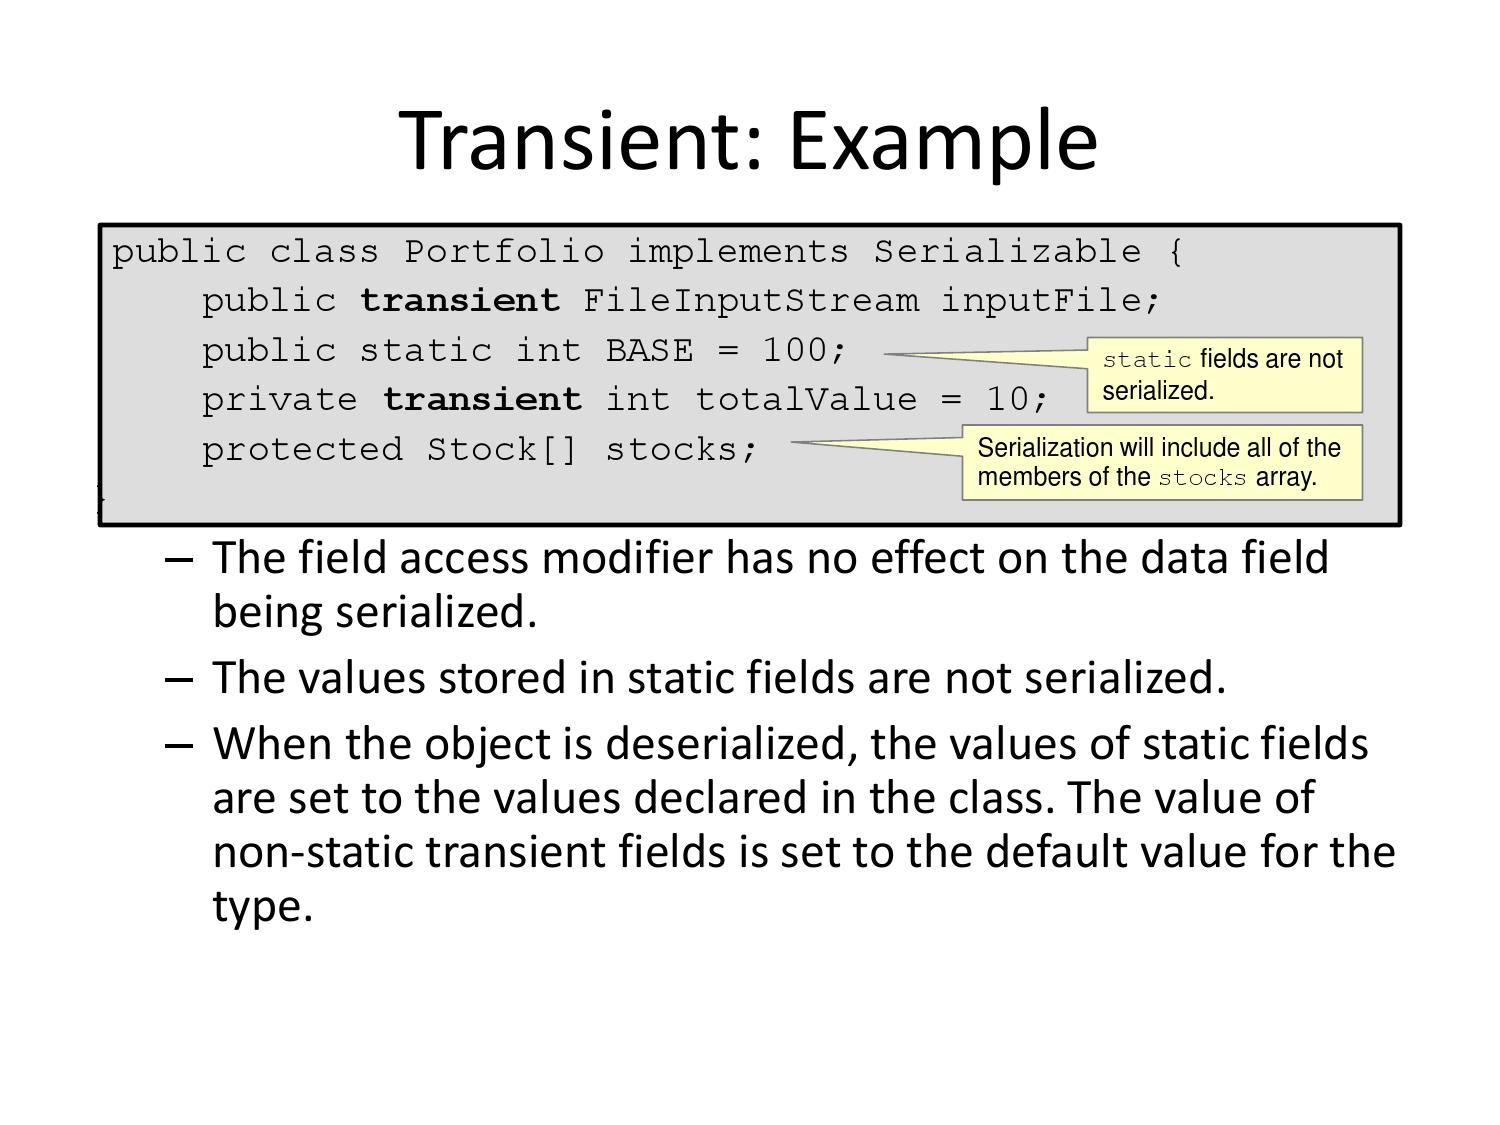 Transient: Example
public class Portfolio implements Serializable {
public transient FileInputStream inputFile;
public static int BASE = 100;
static fields are not
serialized.
private transient int totalValue = 10;
protected Stock[] stocks;
Serialization will include all of the
members of the stocks array.
}
– The field access modifier has no effect on the data field
being serialized.
– The values stored in static fields are not serialized.
– When the object is deserialized, the values of static fields
are set to the values declared in the class. The value of
non-static transient fields is set to the default value for the
type.